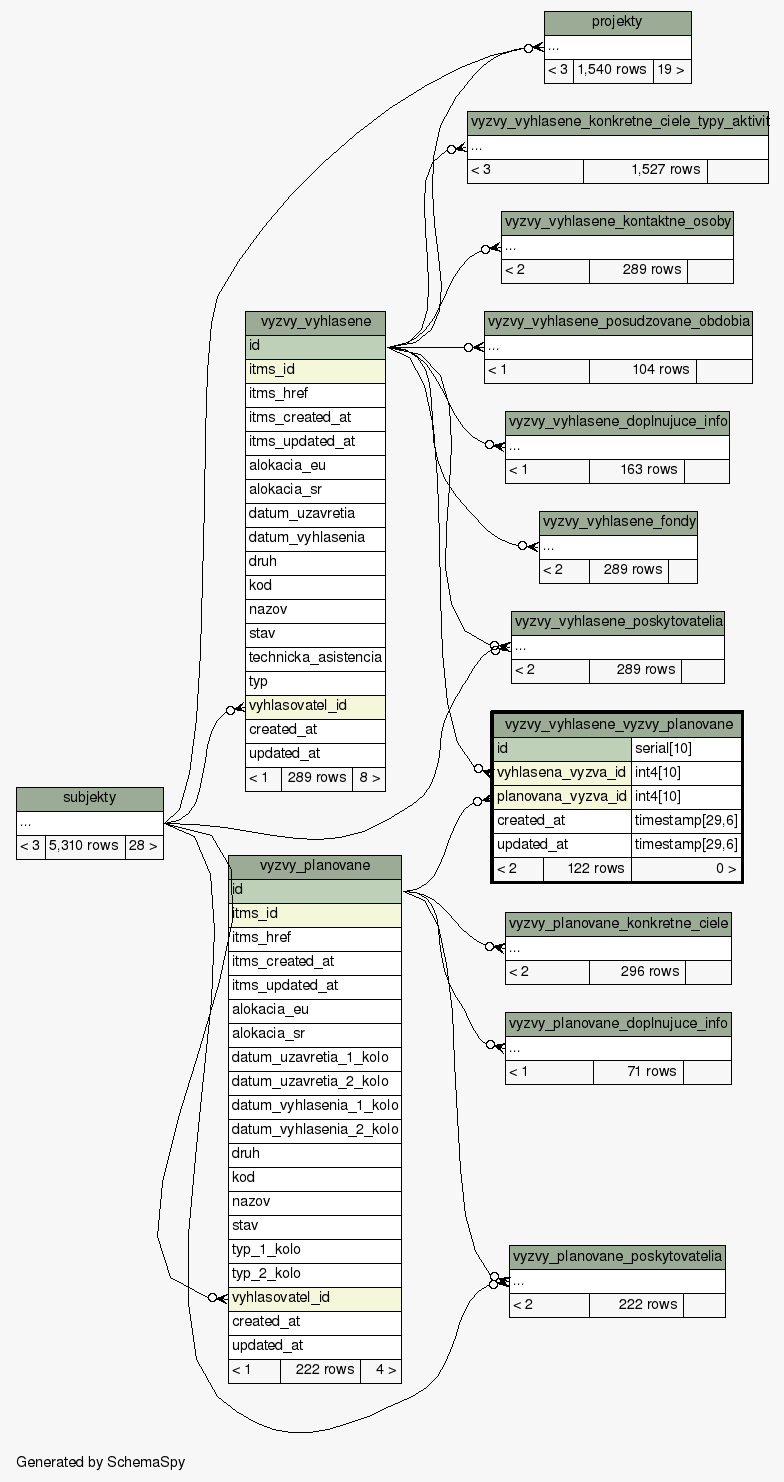 projekty
...
< 3 1,540 rows 19 >
vyzvy_vyhlasene_konkretne_ciele_typy_aktivit
...
< 3 1,527 rows
vyzvy_vyhlasene_kontaktne_osoby
...
< 2 289 rows
vyzvy_vyhlasene_posudzovane_obdobia
...
< 1 104 rows
vyzvy_vyhlasene_doplnujuce_info
...
< 1 163 rows
vyzvy_vyhlasene_fondy
...
< 2 289 rows
vyzvy_vyhlasene_poskytovatelia
...
< 2 289 rows
vyzvy_vyhlasene
id
itms_id
itms_href
itms_created_at
itms_updated_at
alokacia_eu
alokacia_sr
datum_uzavretia
datum_vyhlasenia
druh
kod
nazov
stav
technicka_asistencia
typ
vyhlasovatel_id
created_at
updated_at
< 1 289 rows 8 >
vyzvy_vyhlasene_vyzvy_planovane
id serial[10]
vyhlasena_vyzva_id int4[10]
planovana_vyzva_id int4[10]
created_at timestamp[29,6]
updated_at timestamp[29,6]
< 2 122 rows 0 >
subjekty
...
< 3 5,310 rows 28 >
vyzvy_planovane
id
itms_id
itms_href
itms_created_at
itms_updated_at
alokacia_eu
alokacia_sr
datum_uzavretia_1_kolo
datum_uzavretia_2_kolo
datum_vyhlasenia_1_kolo
datum_vyhlasenia_2_kolo
druh
kod
nazov
stav
typ_1_kolo
typ_2_kolo
vyhlasovatel_id
created_at
updated_at
< 1 222 rows 4 >
vyzvy_planovane_konkretne_ciele
...
< 2 296 rows
vyzvy_planovane_doplnujuce_info
...
< 1 71 rows
vyzvy_planovane_poskytovatelia
...
< 2 222 rows
Generated by SchemaSpy